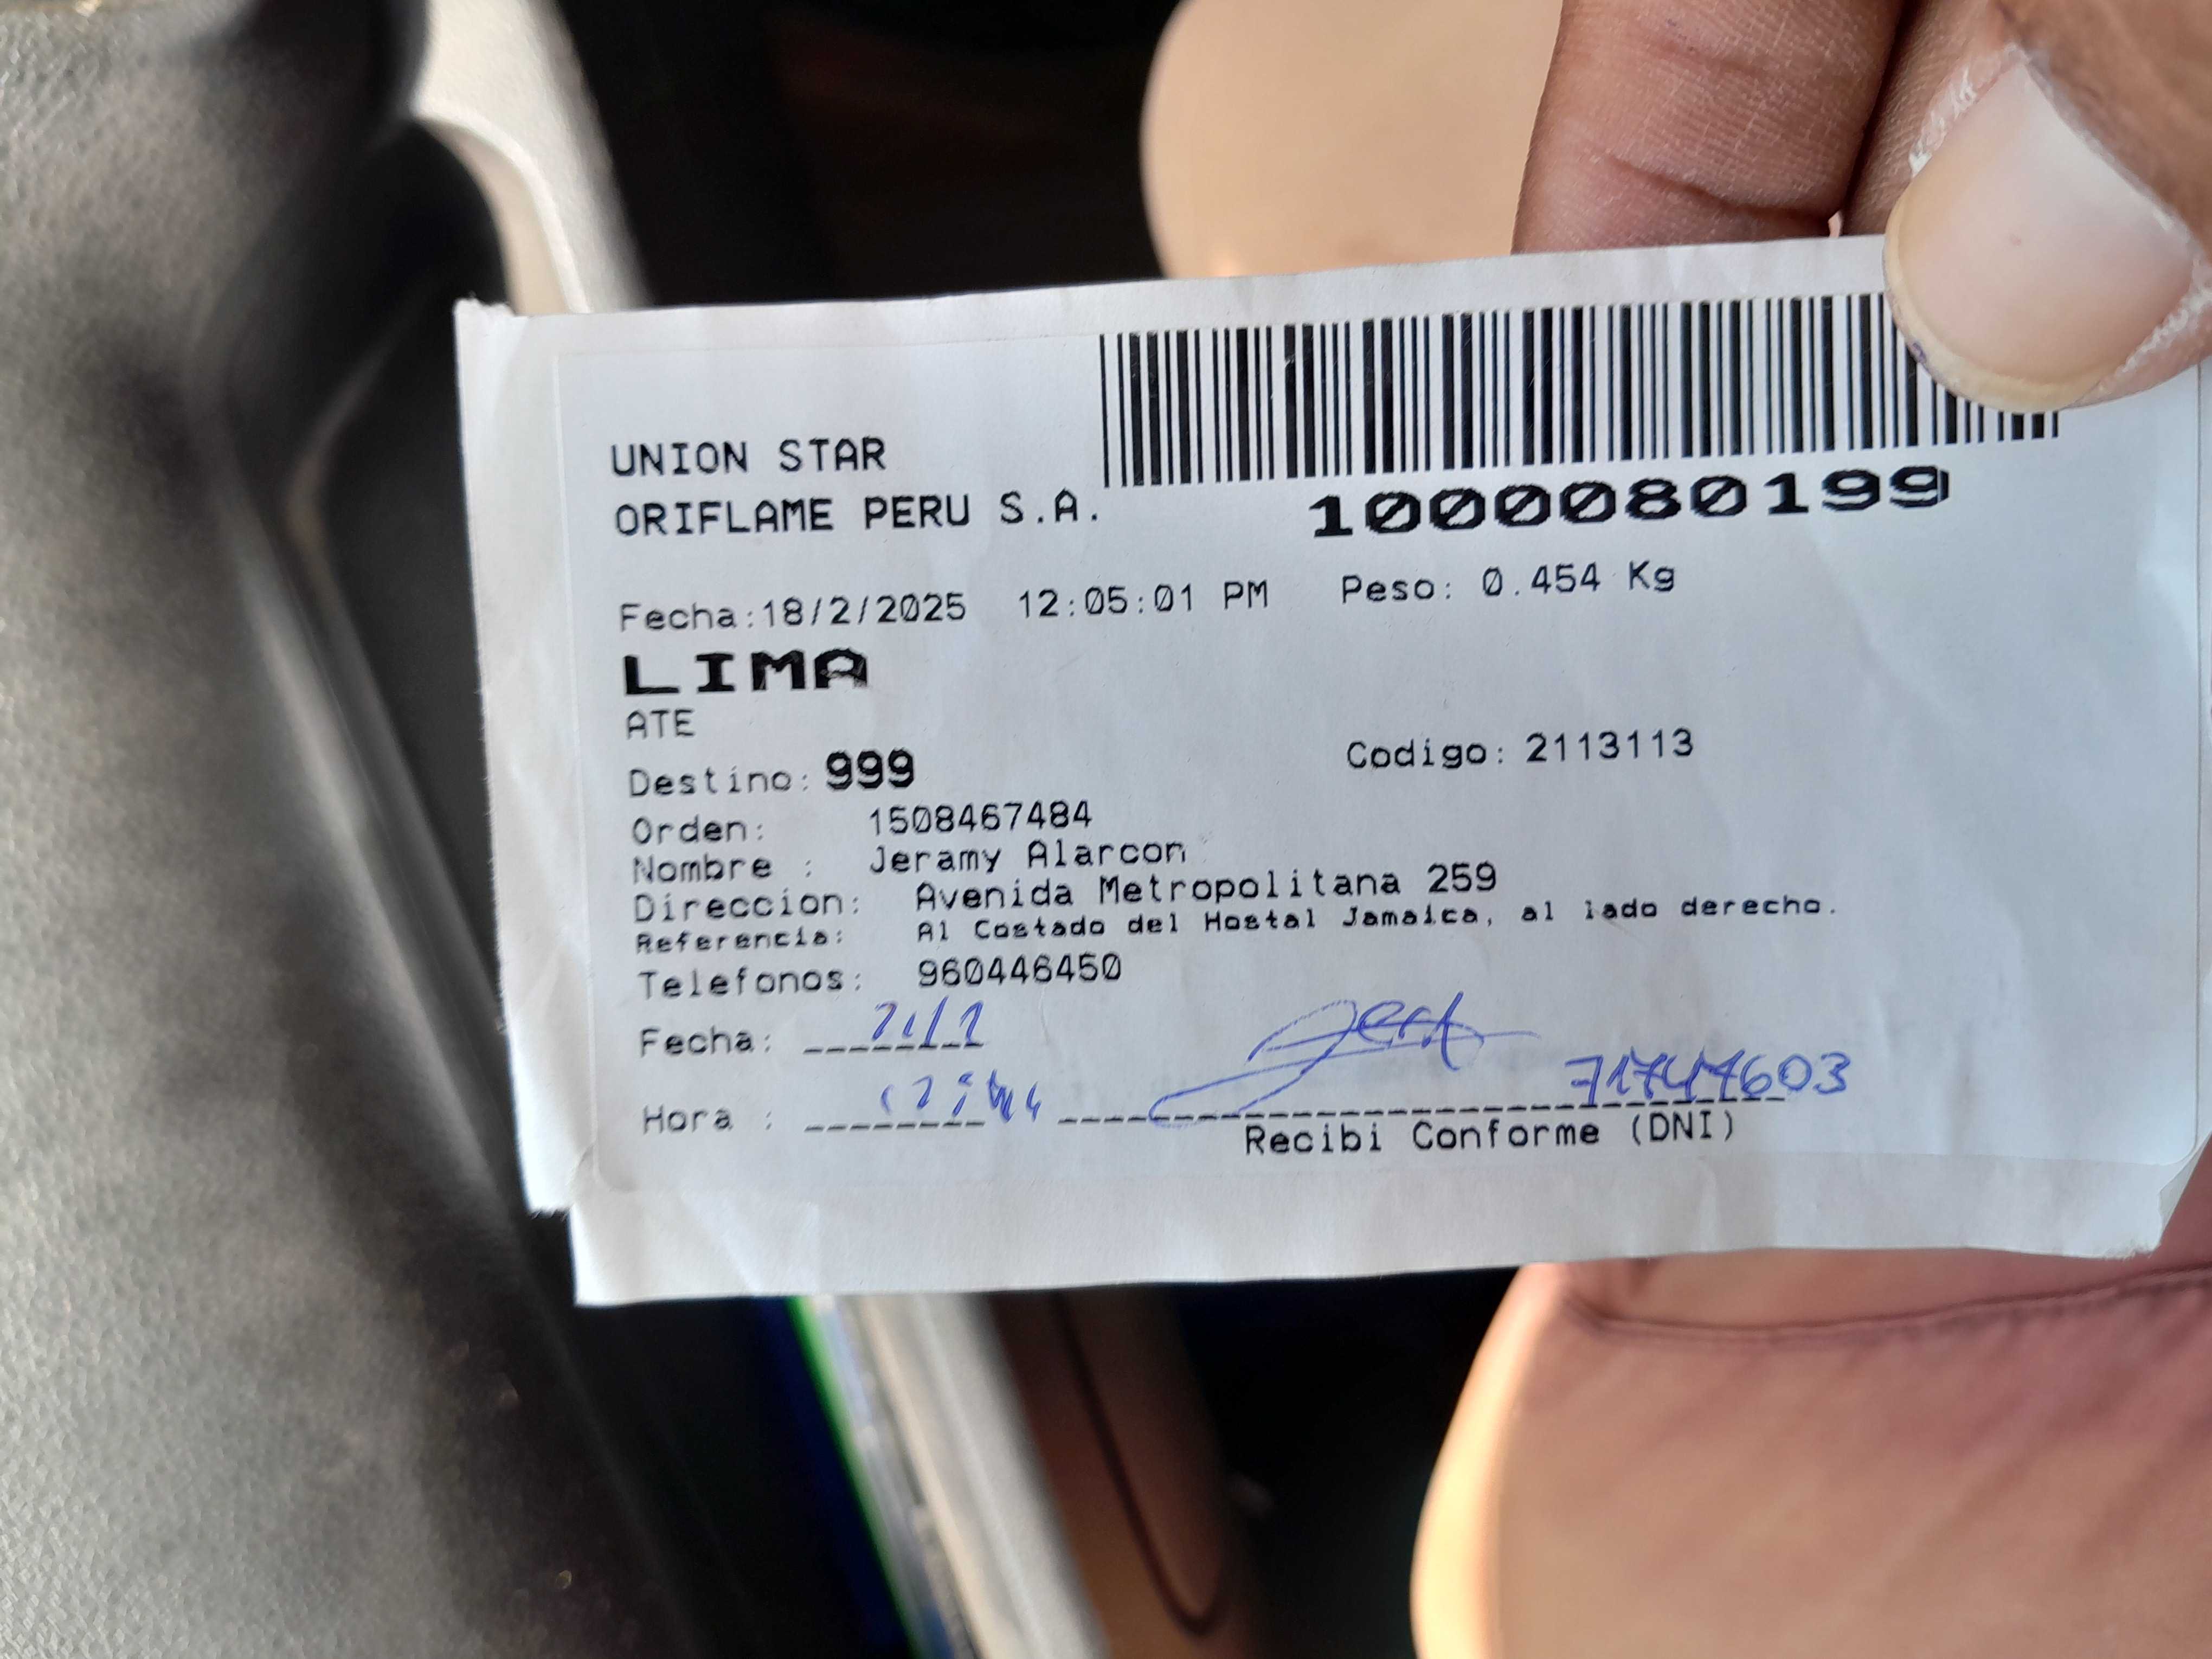 UNION STAR
ORIFLAME PERU S.A.
1000080199
Fecha:18/2/2025 12:05:01 PM Peso: 0.454 Kg
LIMA
ATE
Destino: 999 Codigo: 2113113
Orden: 1508467484
Nombre : Jeramy Alarcon
Direccion: Avenida Metropolitana 259
Referencia: Al Costado del Hostal Jamaica, al lado derecho.
Telefonos: 960446450
Fecha:
Hora :
Recibi Conforme (DNI)